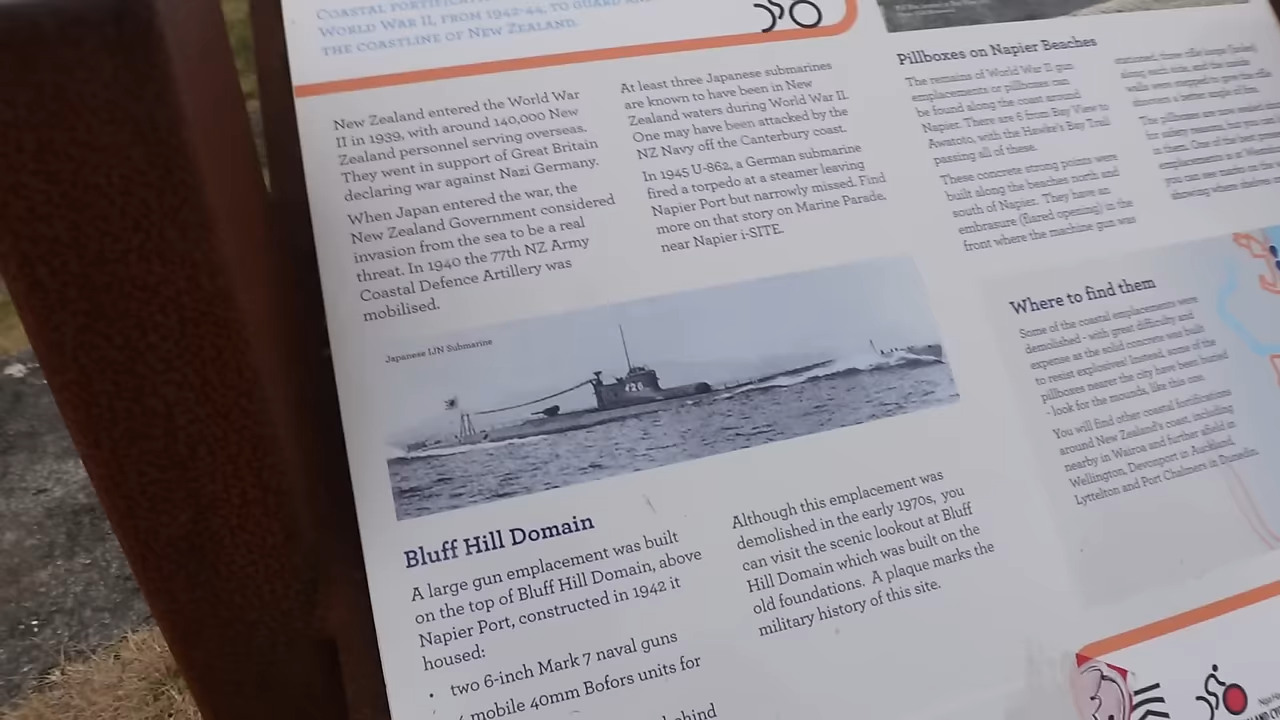 COASTAL
WORLD WAR II, FROM 1942-44, TO GUARD
THE COASTLINE OF NEW ZEALAND.
New Zealand entered the World War
II in 1939, with around 140,000 New
Zealand personnel serving overseas.
They went in support of Great Britain
declaring war against Nazi Germany.
When Japan entered the war, the
New Zealand Government considered
invasion from the sea to be a real
threat. In 1940 the 77th NZ Army
Coastal Defence Artillery was
mobilised.
At least three Japanese submarines
are known to have been in New
Zealand waters during World War II.
One may have been attacked by the
NZ Navy off the Canterbury coast.
In 1945 U-862, a German submarine
fired a torpedo at a steamer leaving
Napier Port but narrowly missed. Find
more on that story on Marine Parade,
near Napier i-SITE.
Japanese IJN Submarine
Bluff Hill Domain
A large gun emplacement was built
on the top of Bluff Hill Domain, above
Napier Port, constructed in 1942 it
housed:
• two 6-inch Mark 7 naval guns
mobile 40mm Bofors units for
Although this emplacement was
demolished in the early 1970s, you
can visit the scenic lookout at Bluff
Hill Domain which was built on the
old foundations. A plaque marks the
military history of this site.
Pillboxes on Napier Beaches
The remains of World War II gun
emplacements or pillboxes can
be found along the coast around
Napier. There are 6 from Bay View to
Awatoto, with the Hawke's Bay Trail
passing all of these.
These concrete strong points were
built along the beaches north and
south of Napier. They have an
embrasure (flared opening) in the
front where the machine gun was
Where to find them
Some of the coastal emplacements were
demolished - with great difficulty and
expense as the solid concrete was built
to resist explosives! Instead, some of the
pillboxes nearer the city have been buried
- look for the mounds, like this one.
You will find other coastal fortifications
around New Zealand's coast, including
nearby in Wairoa and further afield in
Wellington, Devonport in Auckland,
Lyttelton and Port Chalmers in Dunedin.